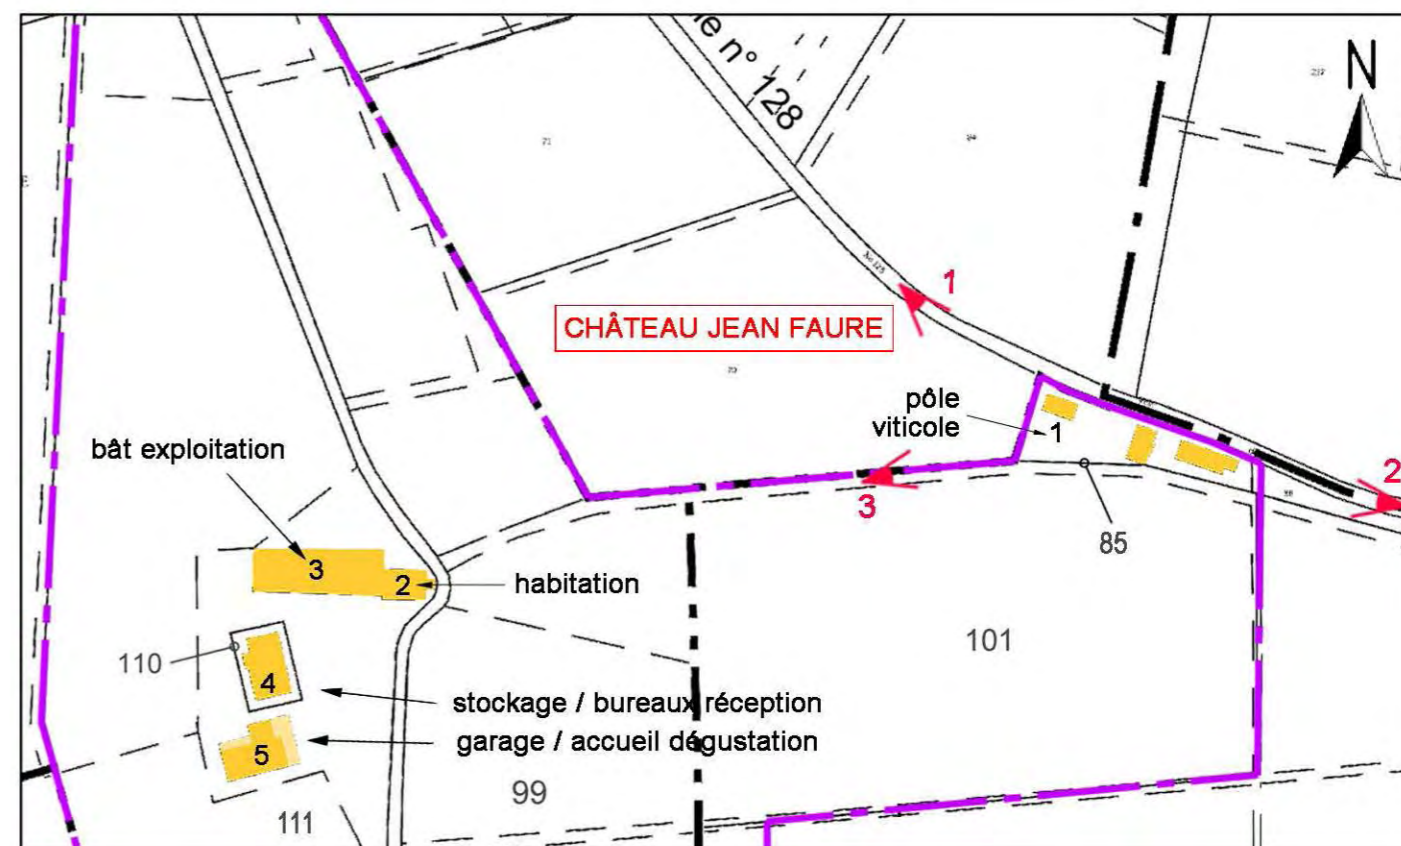 ne n° 128
N
1
CHÂTEAU JEAN FAURE
pôle
viticole
1
bât exploitation
2
3
85
3
2
habitation
101
110
4
stockage / bureaux réception
garage / accueil dégustation
5
99
111